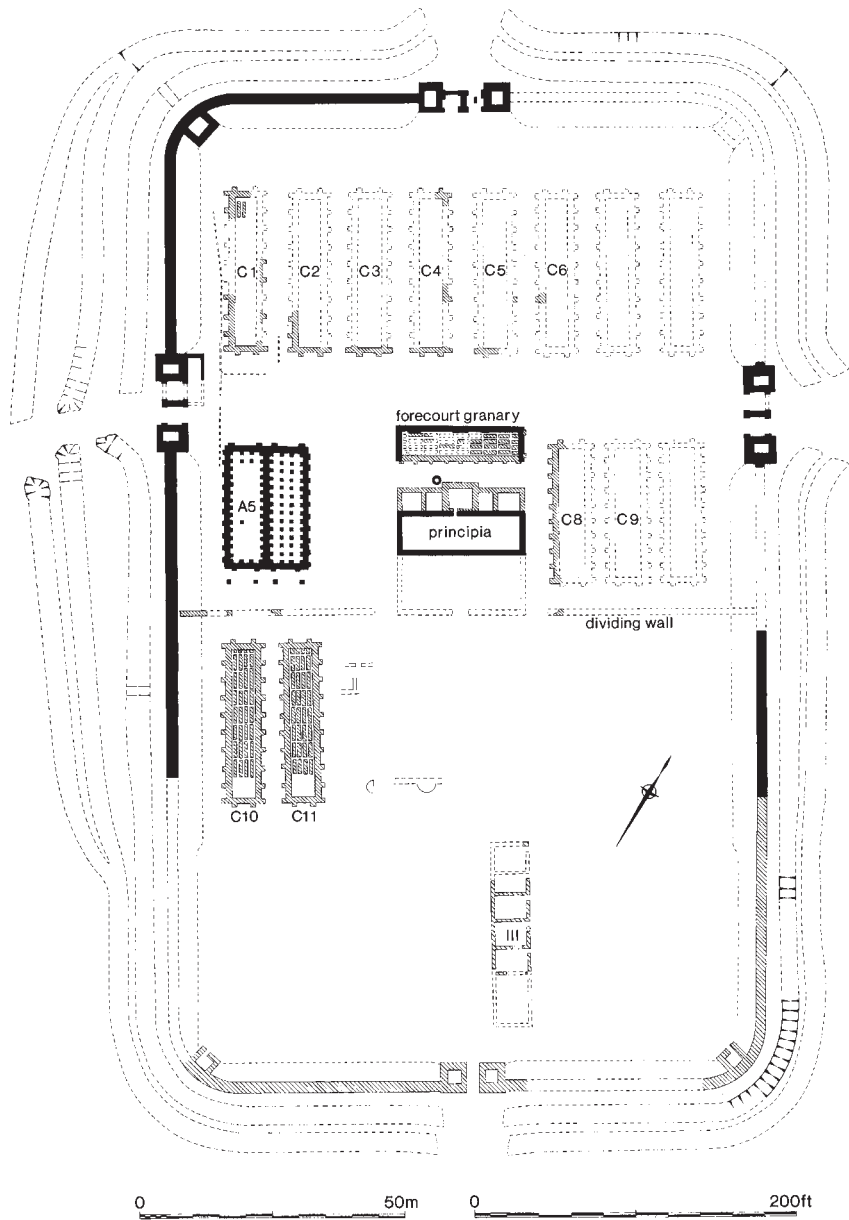 C1
C2
C3
C4
C5
C6
forecourt granary
A5
principia
C8
C9
dividing wall
C10
C11
III
0
50m
0
200ft